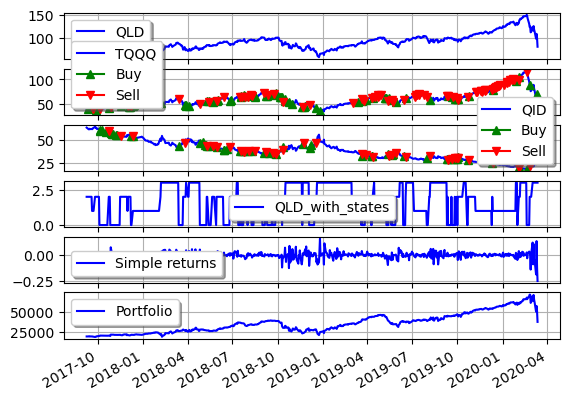 150
100
QLD
TQQQ
Buy
Sell
100
50
QID
Buy
Sell
50
25
2.5
0.0
QLD_with_states
0.00
−0.25
Simple returns
50000
25000
Portfolio
2017-10
2018-01
2018-04
2018-07
2018-10
2019-01
2019-04
2019-07
2019-10
2020-01
2020-04